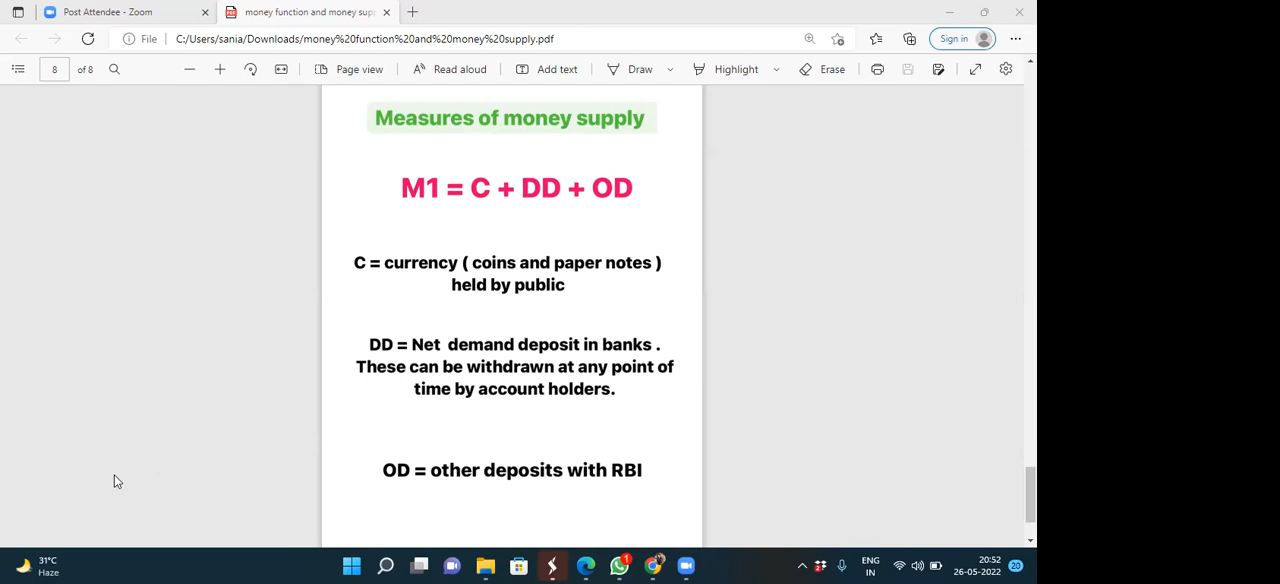 Post Attendee - Zoom
money function and money supp
File
C:/Users/sania/Downloads/money%20function%20and%20money%20supply.pdf
Sign in
8 of 8
Page view
Read aloud
Add text
Draw
Highlight
Erase
Measures of money supply
M1 = C + DD + OD
C = currency ( coins and paper notes )
held by public
DD = Net demand deposit in banks .
These can be withdrawn at any point of
time by account holders.
OD = other deposits with RBI
31°C
Haze
1
ENG
IN
20:52
26-05-2022
20